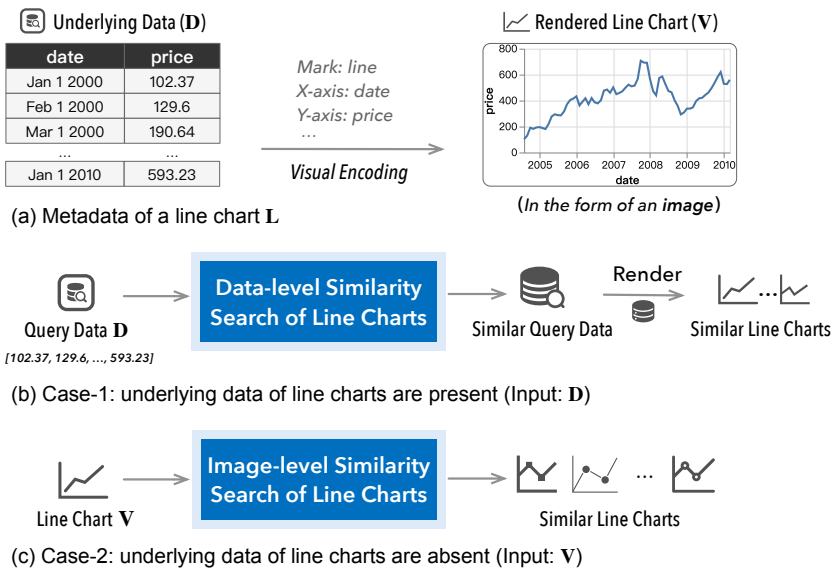 Underlying Data (D)
Rendered Line Chart (V)
date price
Jan 1 2000 102.37
Feb 1 2000 129.6
Mar 1 2000 190.64
... ...
Jan 1 2010 593.23
Mark: line
X-axis: date
Y-axis: price
...
Visual Encoding
800
600
400
200
0
price
2005 2006 2007 2008 2009 2010
date
(In the form of an image)
(a) Metadata of a line chart L
Query Data D
[102.37, 129.6, ..., 593.23]
Data-level Similarity
Search of Line Charts
Similar Query Data
Render
...
Similar Line Charts
(b) Case-1: underlying data of line charts are present (Input: D)
Line Chart V
Image-level Similarity
Search of Line Charts
...
Similar Line Charts
(c) Case-2: underlying data of line charts are absent (Input: V)